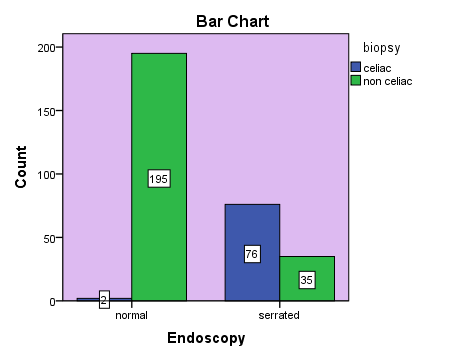 Bar Chart
biopsy
celiac
non celiac
Count
200
150
100
50
0
2
195
76
35
normal
serrated
Endoscopy